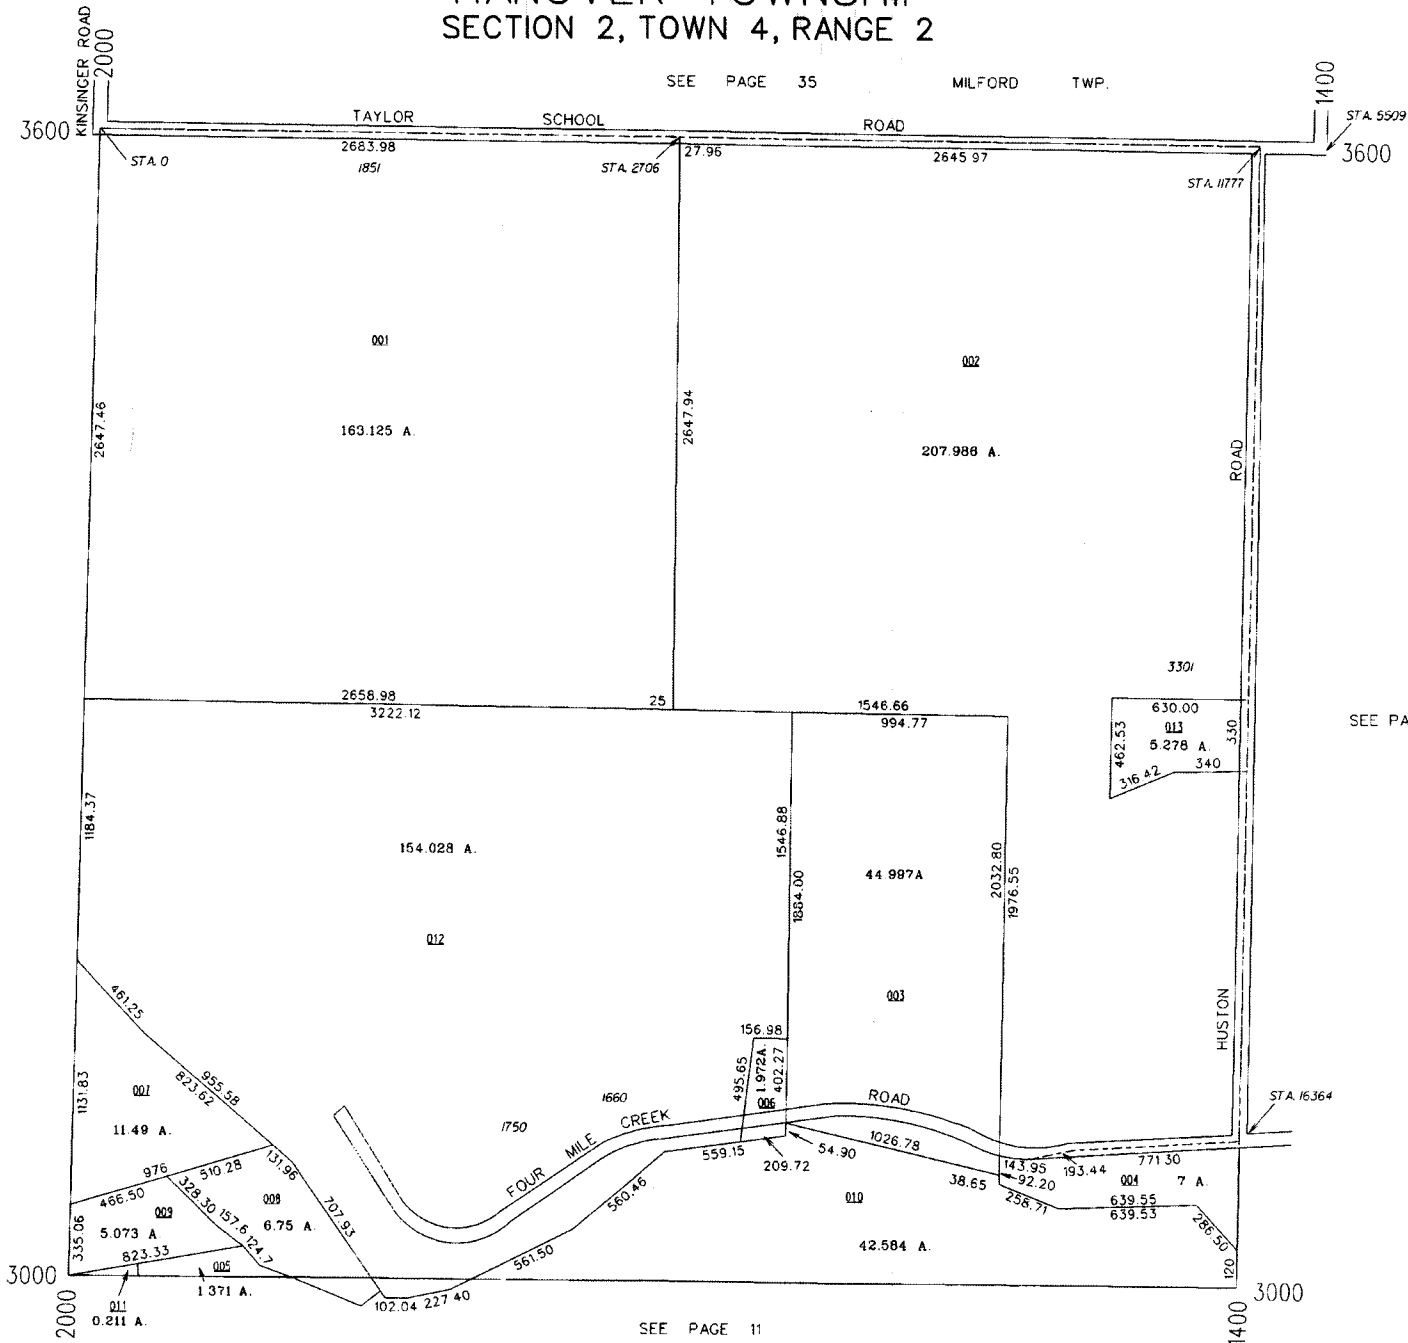 HANOVER TOWNSHIP
SECTION 2, TOWN 4, RANGE 2
SEE PAGE 35 MILFORD TWP.
KINSINGER ROAD
2000
1400
STA. 5509
3600
TAYLOR SCHOOL ROAD
3600
STA. 0
2683.98
1851
STA. 2706
27.96
2645.97
STA. 11777
001
002
2647.46
163.125 A.
2647.94
207.986 A.
ROAD
3301
2658.98
25
3222.12
1546.66
994.77
630.00
013
5.278 A.
462.53
330
316.42
340
SEE PA
1184.37
154.028 A.
1546.88
1884.00
44.997A
2032.80
1976.55
012
003
461.25
HUSTON
156.98
495.65
1.972A.
402.27
006
955.58
823.62
007
1131.83
11.49 A.
1660
1750
FOUR MILE CREEK ROAD
STA. 16364
976
510.28
131.96
466.50
328.30
008
6.75 A.
707.93
559.15
209.72
54.90
1026.78
143.95
193.44
771.30
38.65
92.20
004
7 A.
335.06
009
5.073 A.
157.6
124.7
823.33
560.46
010
258.71
639.55
639.53
286.50
42.584 A.
561.50
120
3000
005
1.371 A.
011
0.211 A.
102.04
227.40
3000
2000
1400
SEE PAGE 11